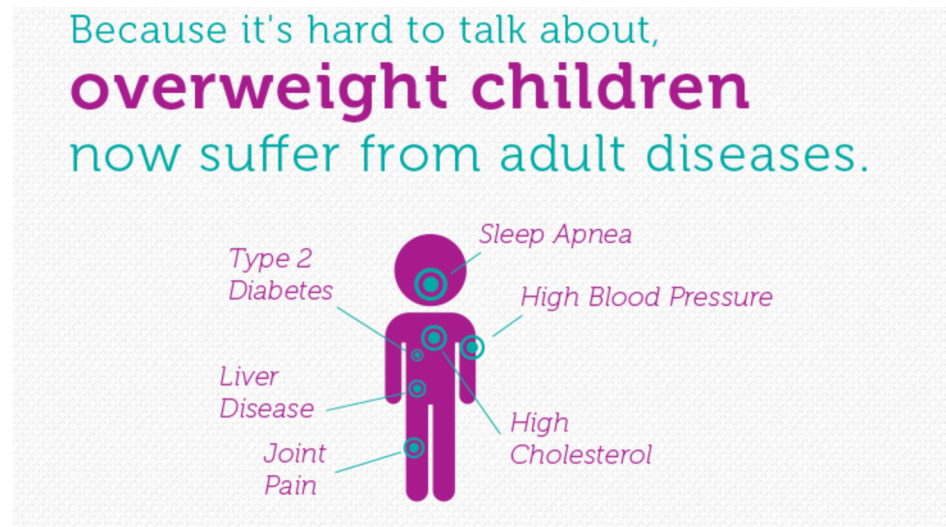 Because it's hard to talk about,
overweight children
now suffer from adult diseases.
Sleep Apnea
Type 2
Diabetes
High Blood Pressure
Liver
Disease
High
Cholesterol
Joint
Pain